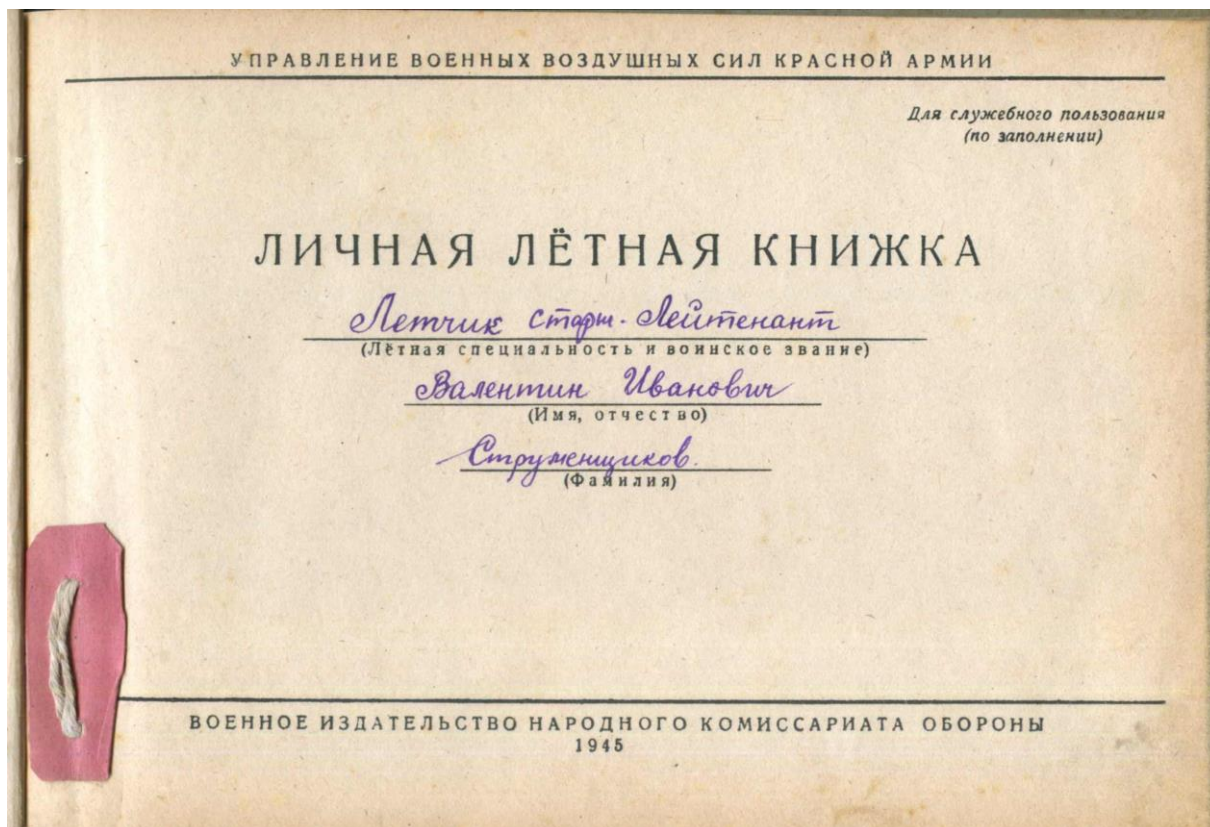 УПРАВЛЕНИЕ ВОЕННЫХ ВОЗДУШНЫХ СИЛ КРАСНОЙ АРМИИ
Для служебного пользования
(по заполнении)
ЛИЧНАЯ ЛЁТНАЯ КНИЖКА
Летчик старш. Лейтенант
(Лётная специальность и воинское звание)
Валентин Иванович
(Имя, отчество)
Струменщиков.
(Фамилия)
ВОЕННОЕ ИЗДАТЕЛЬСТВО НАРОДНОГО КОМИССАРИАТА ОБОРОНЫ
1945